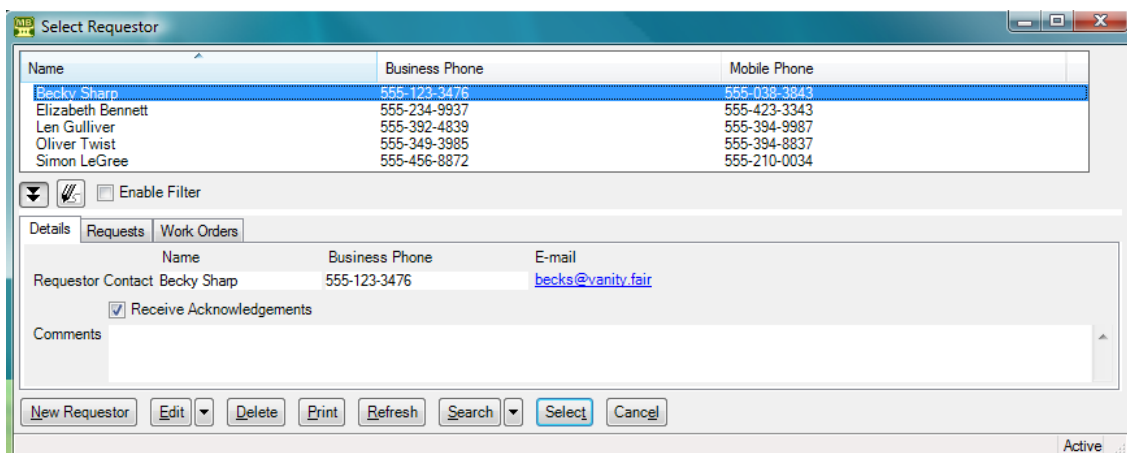 MB
Select Requestor
Name Business Phone Mobile Phone
Becky Sharp 555-123-3476 555-038-3843
Elizabeth Bennett 555-234-9937 555-423-3343
Len Gulliver 555-392-4839 555-394-9987
Oliver Twist 555-349-3985 555-394-8837
Simon LeGree 555-456-8872 555-210-0034
Enable Filter
Details Requests Work Orders
Name Business Phone E-mail
Requestor Contact Becky Sharp 555-123-3476 becks@vanity.fair
Receive Acknowledgements
Comments
New Requestor Edit Delete Print Refresh Search Select Cancel
Active